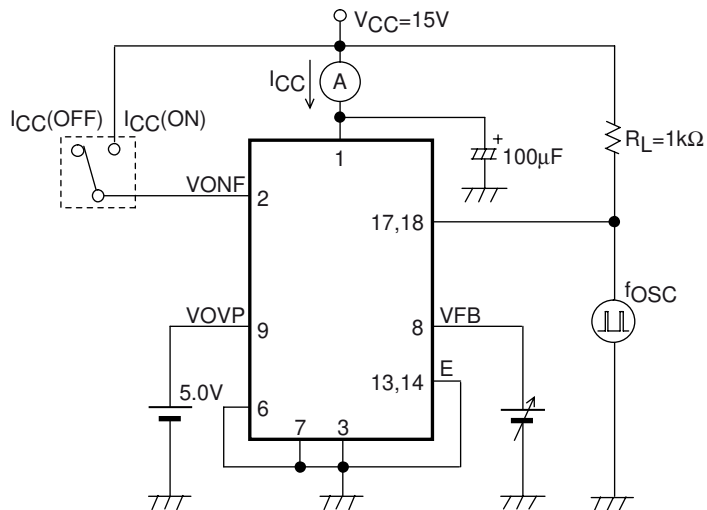 VCC=15V
ICC
A
ICC(OFF)
ICC(ON)
1
+
100μF
RL=1kΩ
VONF
2
17,18
fOSC
VOVP
9
8
VFB
5.0V
6
13,14
E
7
3